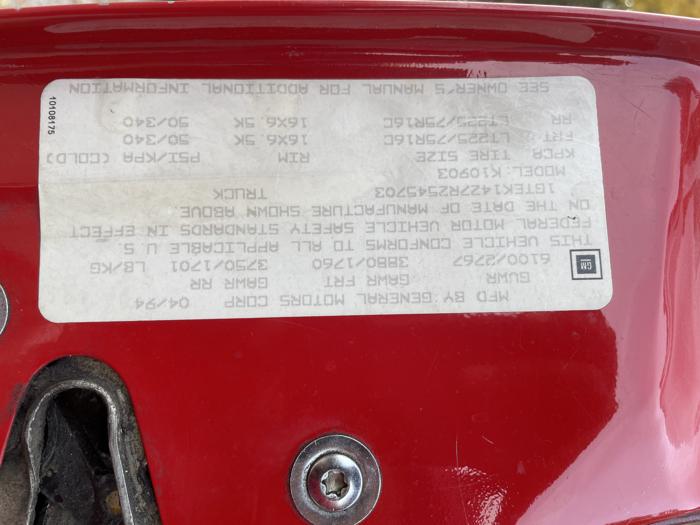 MFD BY GENERAL MOTORS CORP 04/94
GVWR GAWR FRT GAWR RR
6100/2767 3880/1760 3750/1701 LB/KG
GM
THIS VEHICLE CONFORMS TO ALL APPLICABLE U.S.
FEDERAL MOTOR VEHICLE SAFETY STANDARDS IN EFFECT
ON THE DATE OF MANUFACTURE SHOWN ABOVE.
1GTEK14Z7RZ545703 TRUCK
MODEL: K10903
KPCA TIRE SIZE RIM PSI/KPA (COLD)
FRT LT225/75R16C 16X6.5K 50/340
RR LT225/75R16C 16X6.5K 50/340
SEE OWNER'S MANUAL FOR ADDITIONAL INFORMATION
10108175